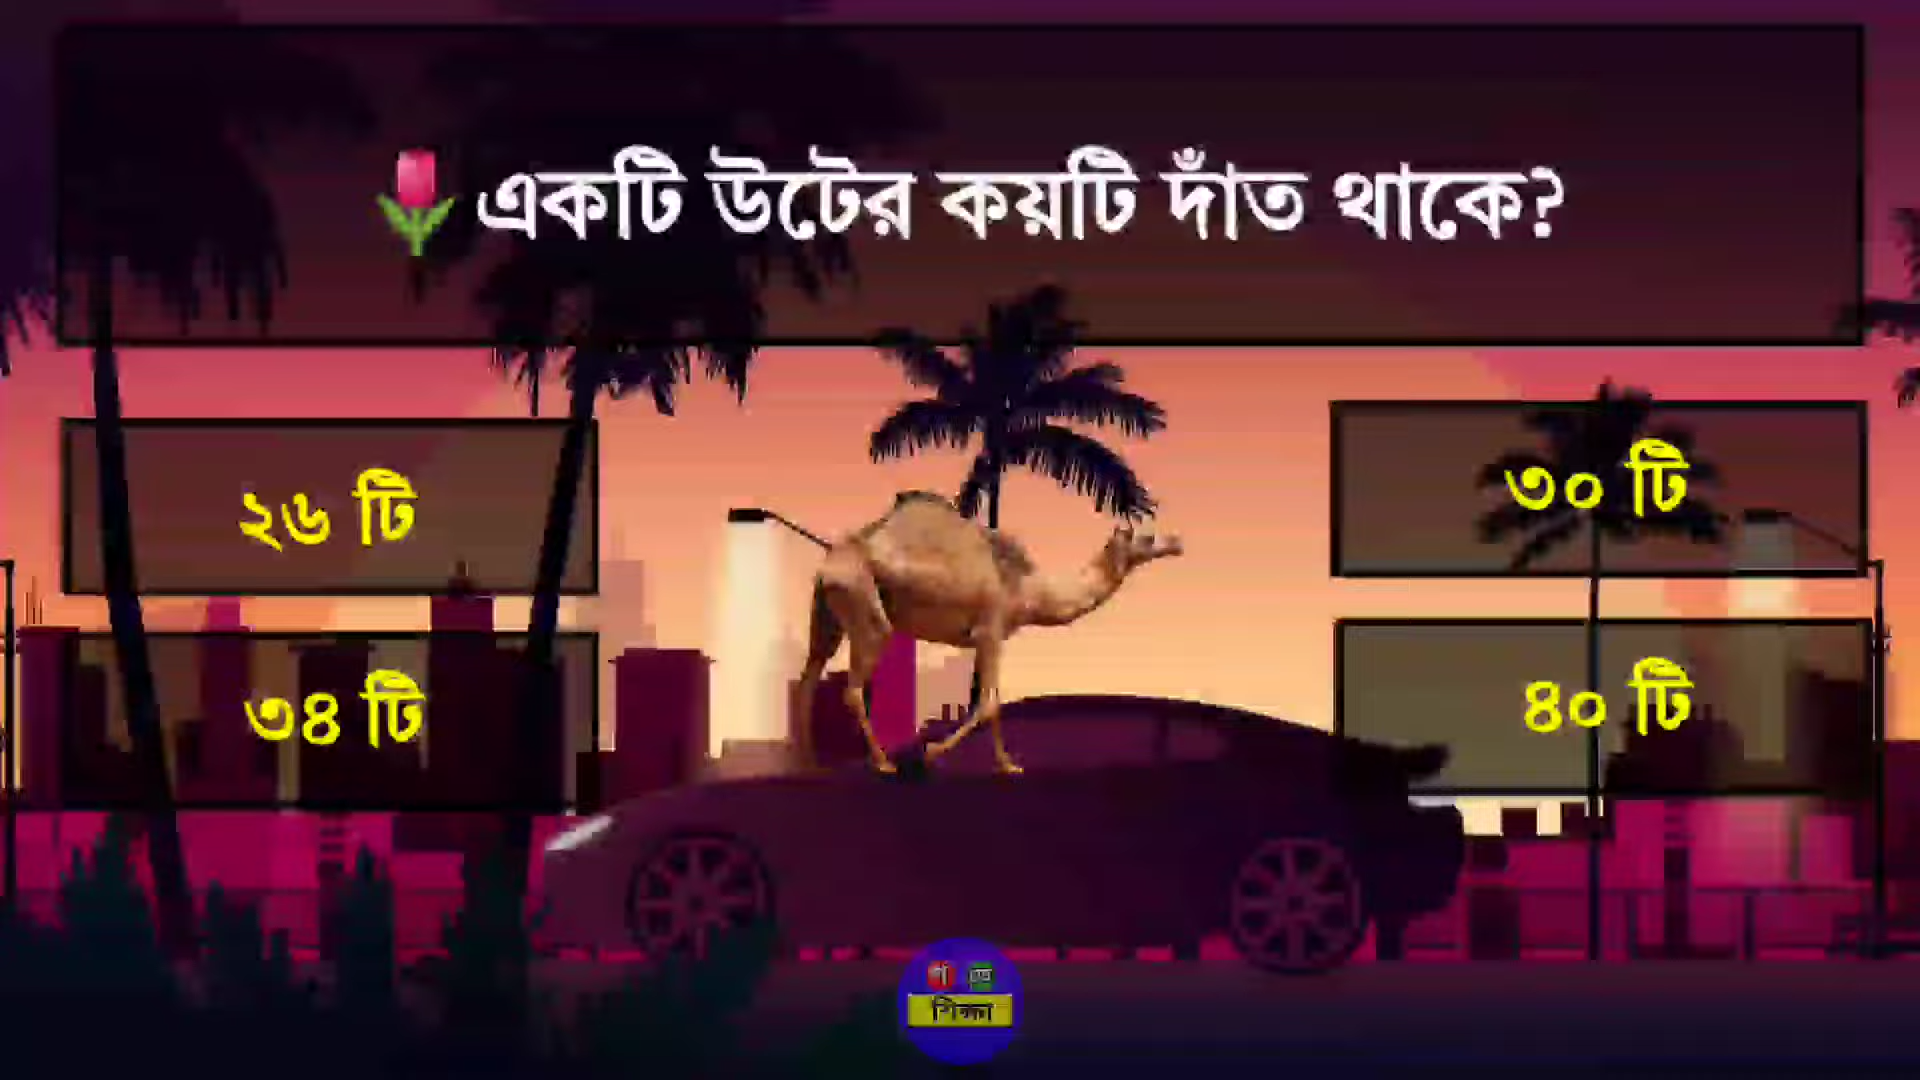 🌷একটি উটের কয়টি দাঁত থাকে?
২৬ টি
৩০ টি
৩৪ টি
৪০ টি
শিক্ষা